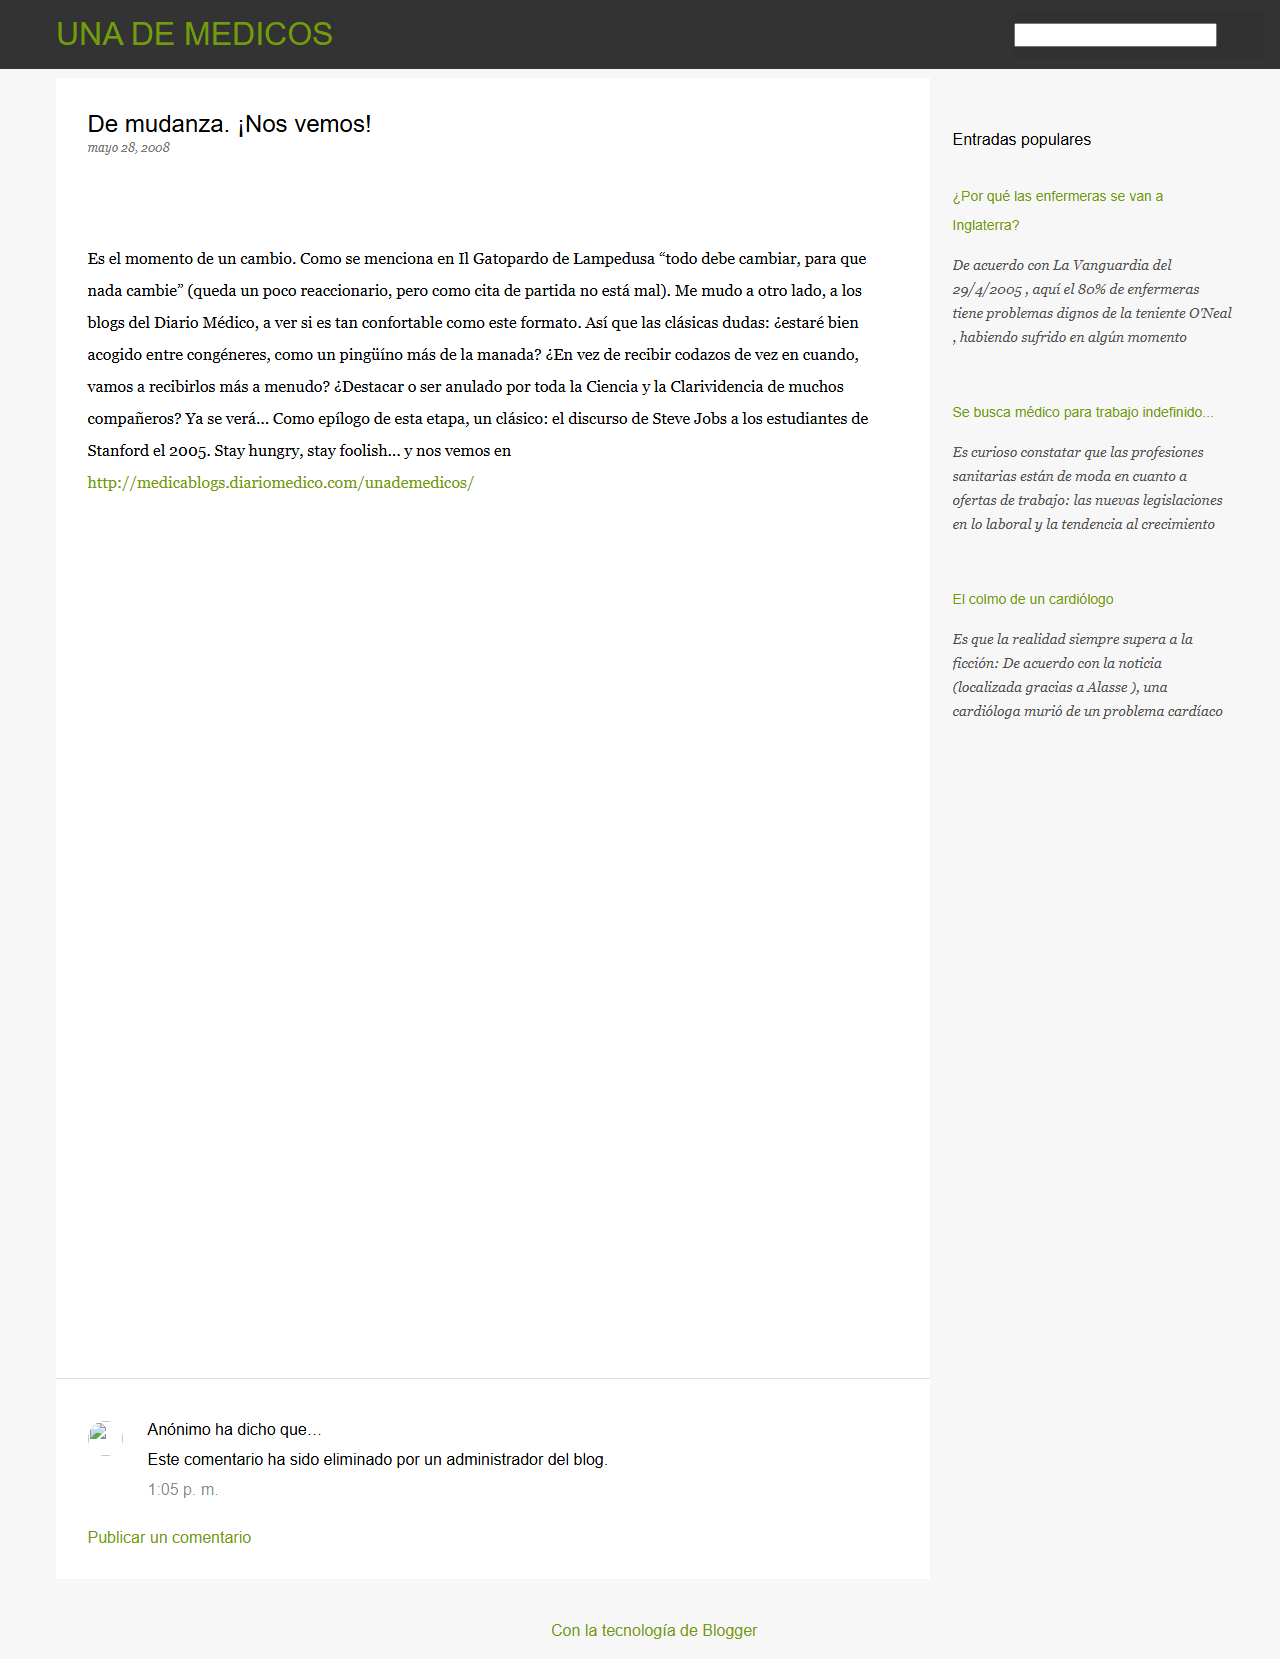 UNA DE MEDICOS
De mudanza. ¡Nos vemos!
mayo 28, 2008
Es el momento de un cambio. Como se menciona en Il Gatopardo de Lampedusa “todo debe cambiar, para que
nada cambie” (queda un poco reaccionario, pero como cita de partida no está mal). Me mudo a otro lado, a los
blogs del Diario Médico, a ver si es tan confortable como este formato. Así que las clásicas dudas: ¿estaré bien
acogido entre congéneres, como un pingüíno más de la manada? ¿En vez de recibir codazos de vez en cuando,
vamos a recibirlos más a menudo? ¿Destacar o ser anulado por toda la Ciencia y la Clarividencia de muchos
compañeros? Ya se verá... Como epílogo de esta etapa, un clásico: el discurso de Steve Jobs a los estudiantes de
Stanford el 2005. Stay hungry, stay foolish... y nos vemos en
http://medicablogs.diariomedico.com/unademedicos/
Anónimo ha dicho que…
Este comentario ha sido eliminado por un administrador del blog.
1:05 p. m.
Publicar un comentario
Entradas populares
¿Por qué las enfermeras se van a
Inglaterra?
De acuerdo con La Vanguardia del
29/4/2005 , aquí el 80% de enfermeras
tiene problemas dignos de la teniente O'Neal
, habiendo sufrido en algún momento
Se busca médico para trabajo indefinido...
Es curioso constatar que las profesiones
sanitarias están de moda en cuanto a
ofertas de trabajo: las nuevas legislaciones
en lo laboral y la tendencia al crecimiento
El colmo de un cardiólogo
Es que la realidad siempre supera a la
ficción: De acuerdo con la noticia
(localizada gracias a Alasse ), una
cardióloga murió de un problema cardíaco
Con la tecnología de Blogger